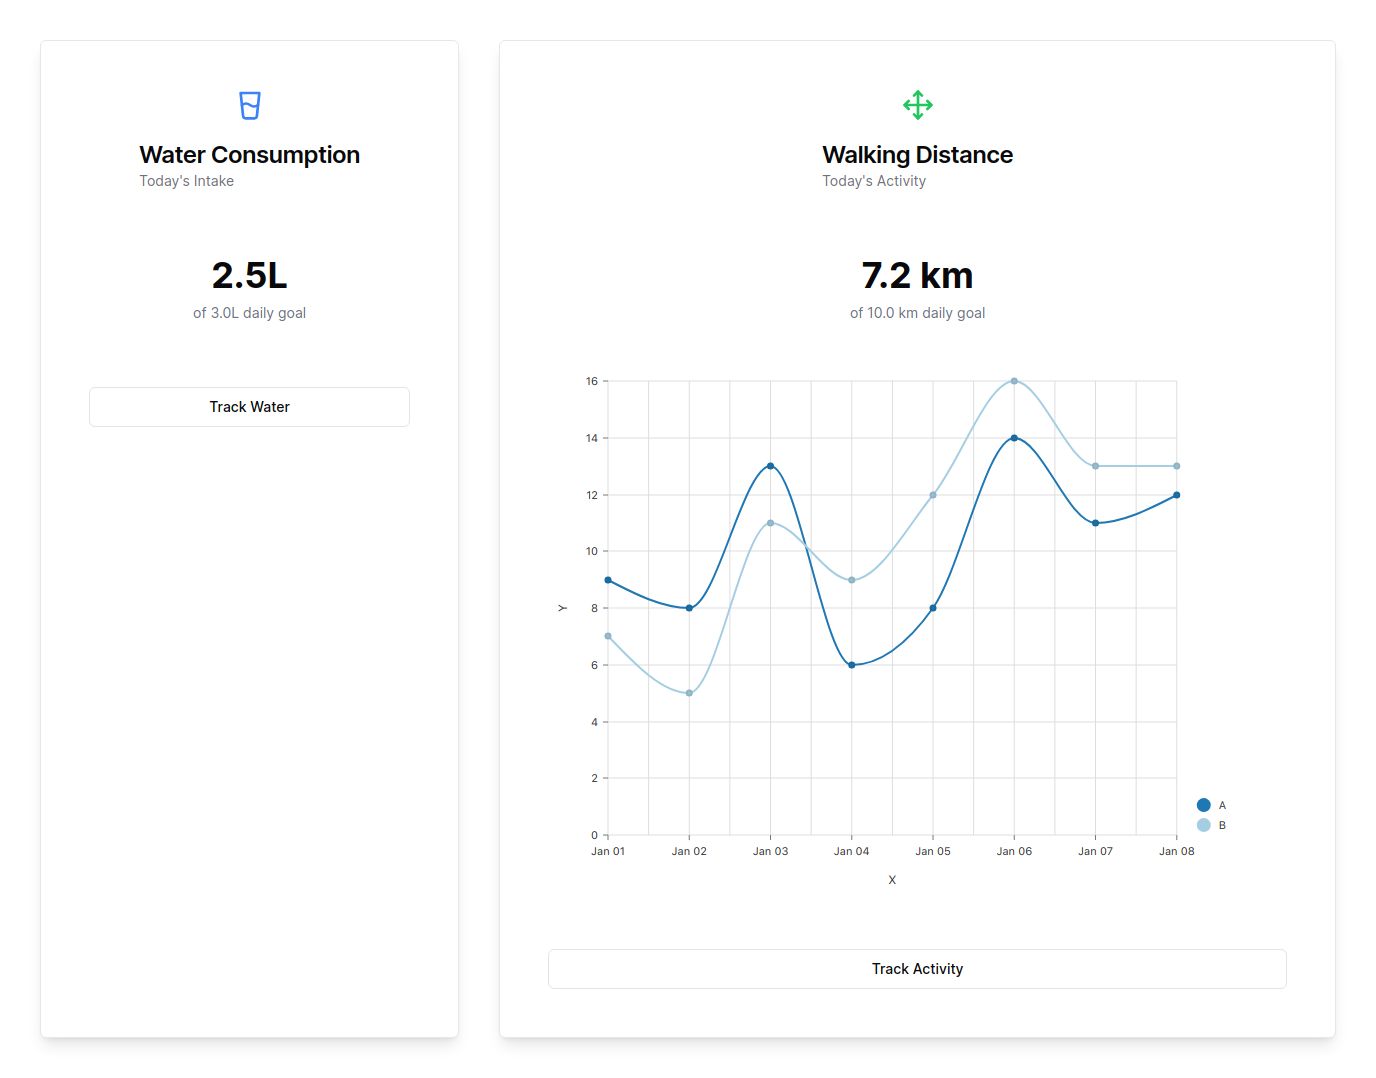 Water Consumption
Today's Intake
2.5L
of 3.0L daily goal
Track Water
Walking Distance
Today's Activity
7.2 km
of 10.0 km daily goal
16
14
12
10
8
6
4
2
0
Y
Jan 01 Jan 02 Jan 03 Jan 04 Jan 05 Jan 06 Jan 07 Jan 08
X
A
B
Track Activity